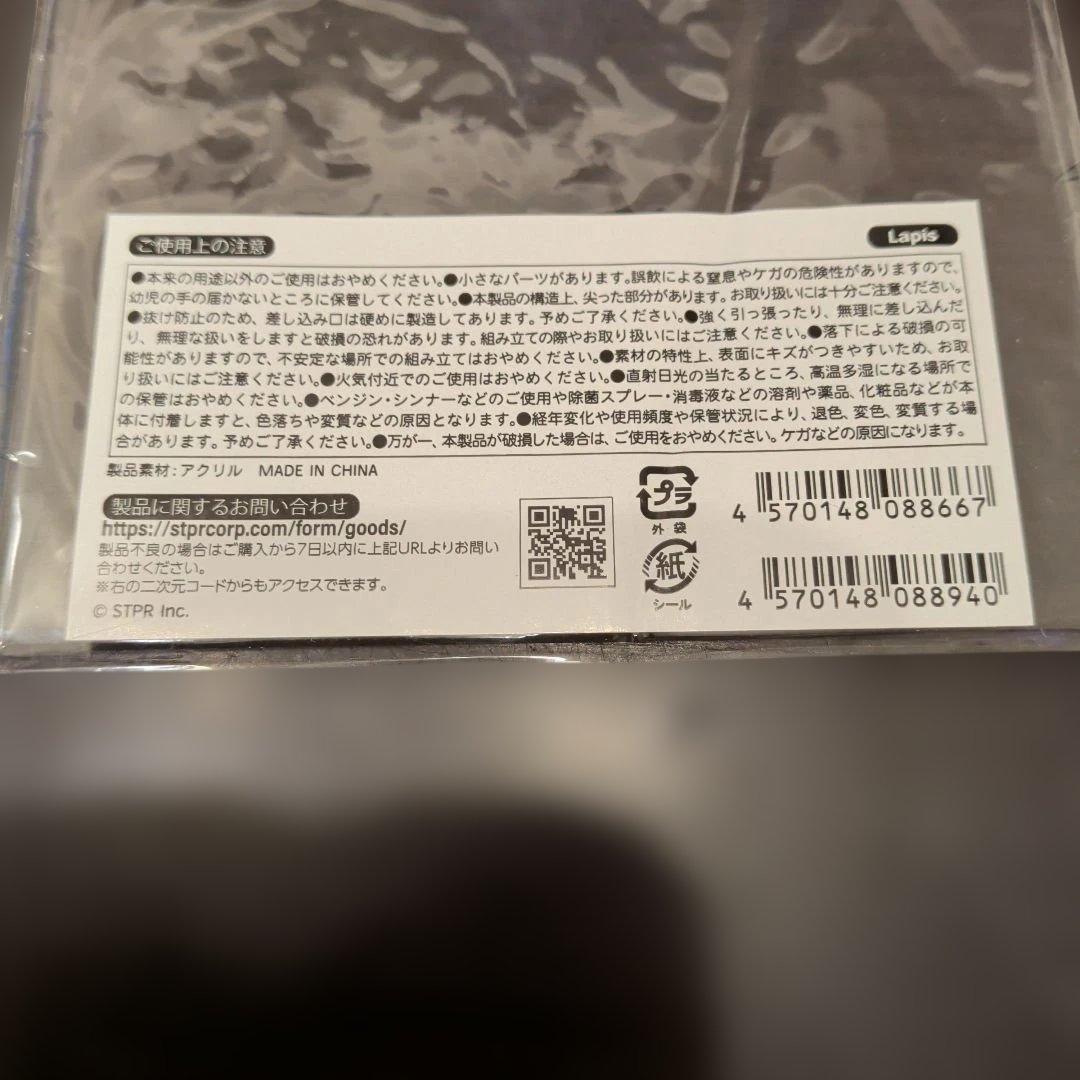 ご使用上の注意
Lapis
●本来の用途以外のご使用はおやめください。●小さなパーツがあります。誤飲による窒息やケガの危険性がありますので、
幼児の手の届かないところに保管してください。●本製品の構造上、尖った部分があります。お取り扱いには十分ご注意ください。
●抜け防止のため、差し込み口は硬めに製造してあります。予めご了承ください。●強く引っ張ったり、無理に差し込んだ
り、無理な扱いをしますと破損の恐れがあります。組み立ての際やお取り扱いにはご注意ください。●落下による破損の可
能性がありますので、不安定な場所での組み立てはおやめください。●素材の特性上、表面にキズがつきやすいため、お取
り扱いにはご注意ください。●火気付近でのご使用はおやめください。●直射日光の当たるところ、高温多湿になる場所で
の保管はおやめください。●ベンジン・シンナーなどのご使用や除菌スプレー・消毒液などの溶剤や薬品、化粧品などが本
体に付着しますと、色落ちや変質などの原因となります。●経年変化や使用頻度や保管状況により、退色、変色、変質する場
合があります。予めご了承ください。●万が一、本製品が破損した場合は、ご使用をおやめください。ケガなどの原因になります。
製品素材：アクリル MADE IN CHINA
製品に関するお問い合わせ
https://stprcorp.com/form/goods/
製品不良の場合はご購入から7日以内に上記URLよりお問い
合わせください。
※右の二次元コードからもアクセスできます。
© STPR Inc.
プラ
外袋
紙
シール
4 570148 088667
4 570148 088940